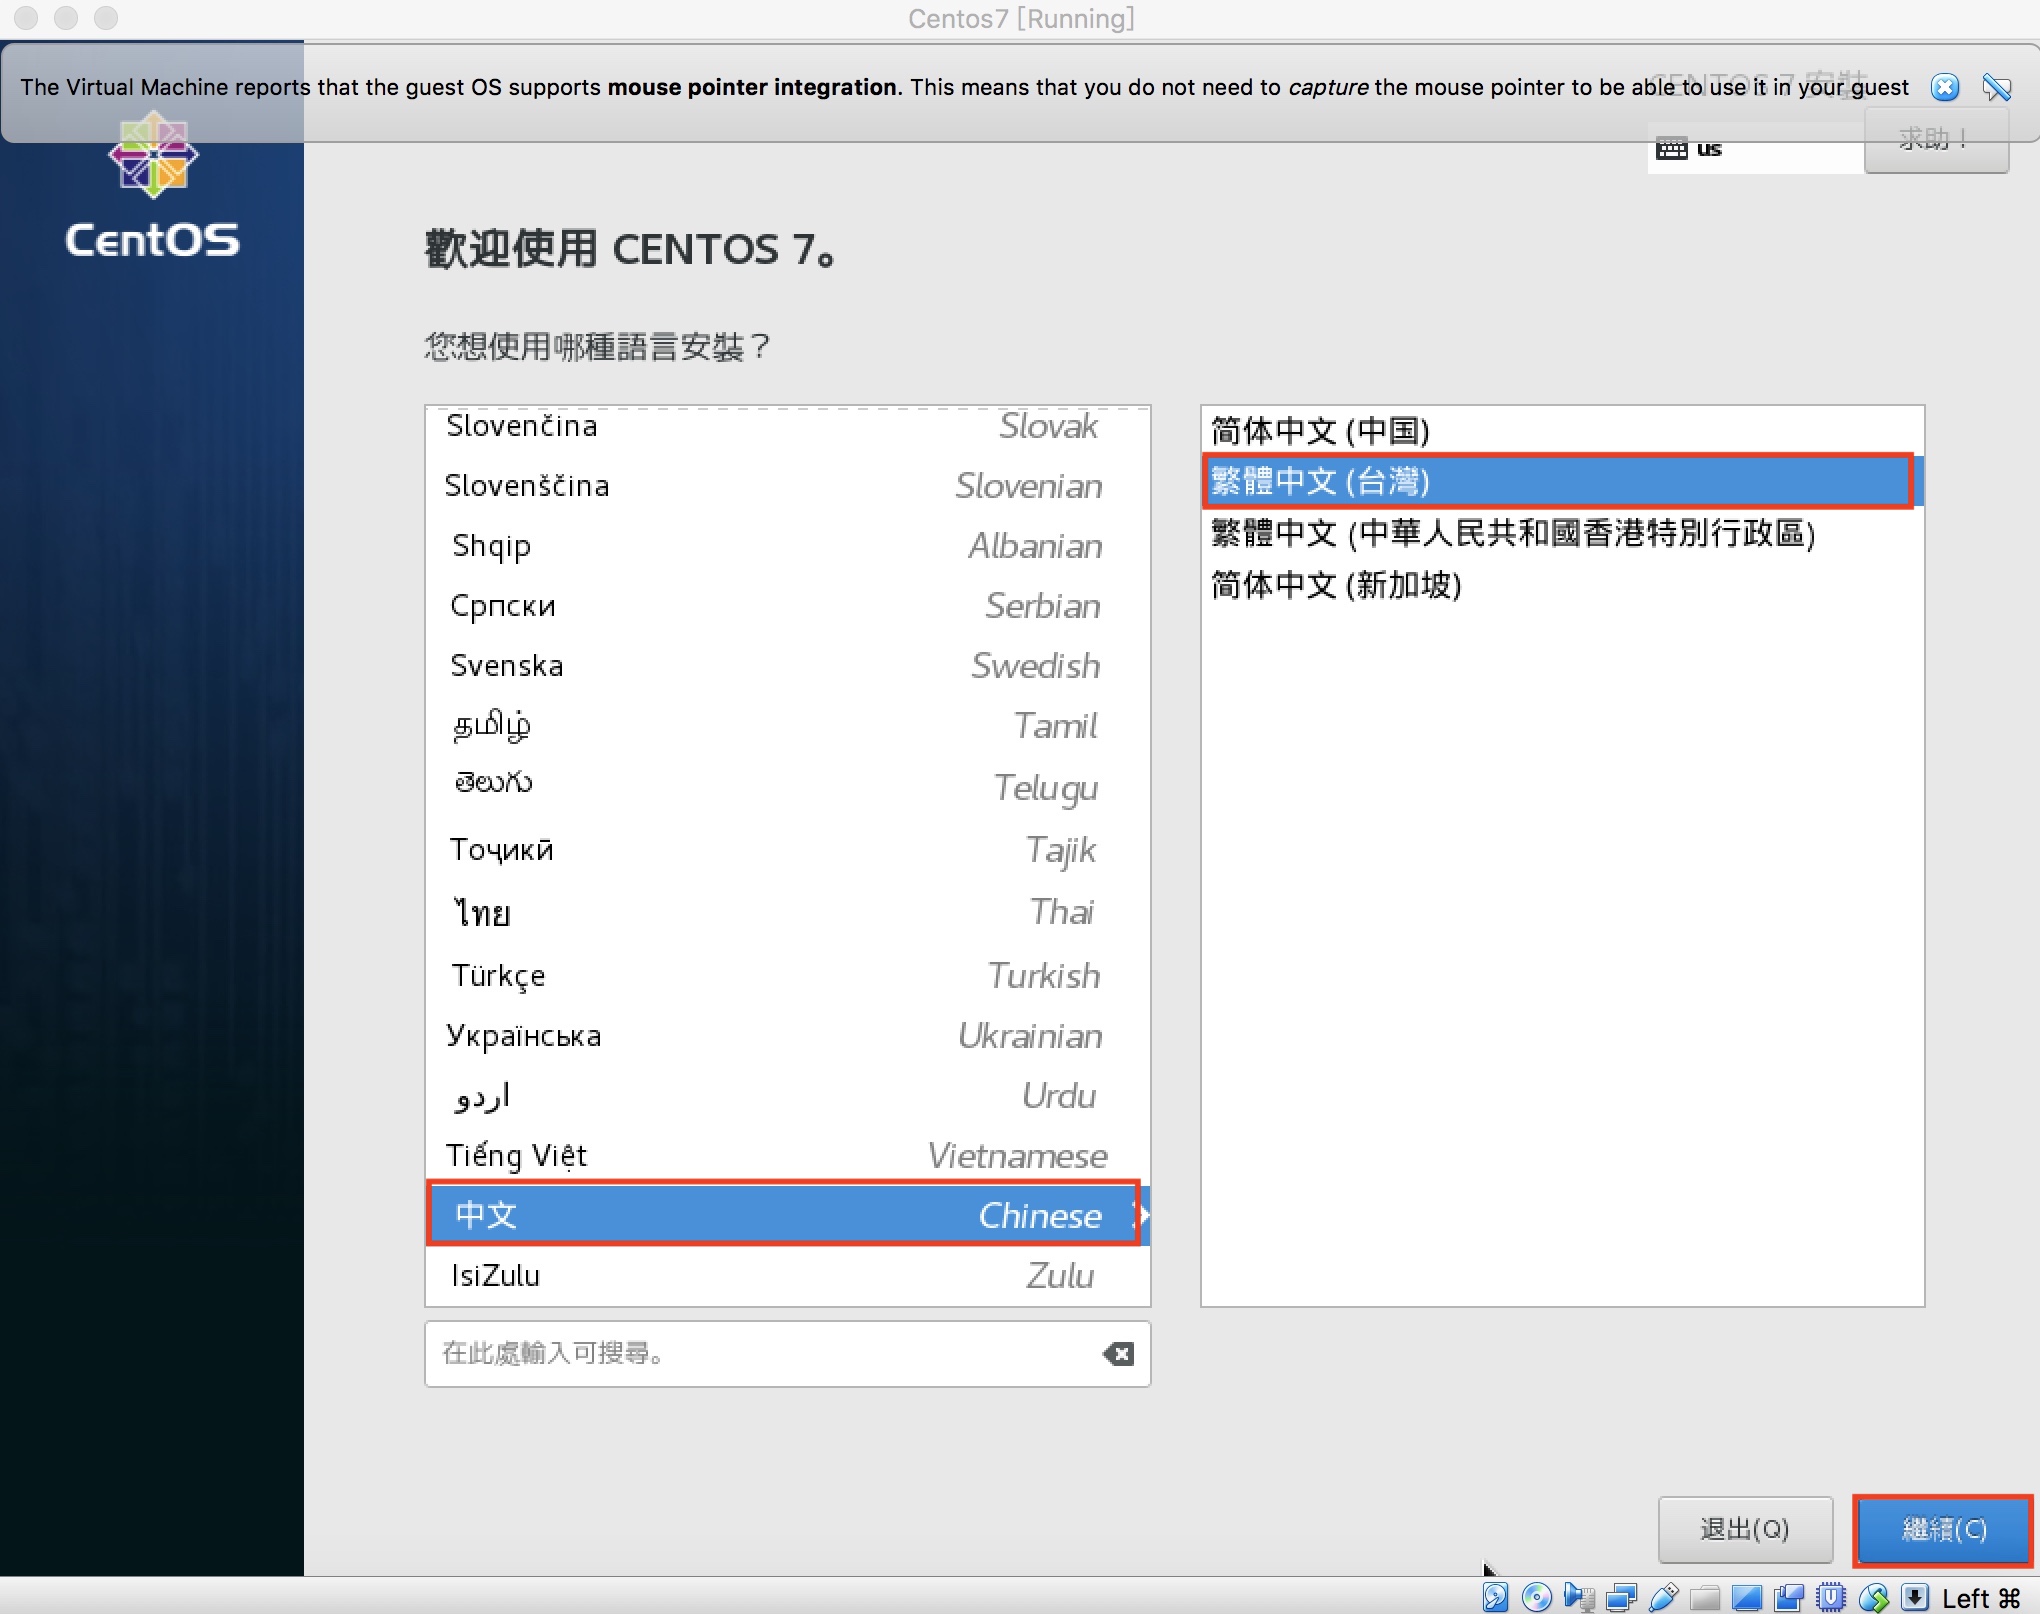 Centos7 [Running]
The Virtual Machine reports that the guest OS supports mouse pointer integration. This means that you do not need to capture the mouse pointer to be able to use it in your guest
CENTOS 7 安裝
us
求助！
CentOS
歡迎使用 CENTOS 7。
您想使用哪種語言安裝？
Slovenčina Slovak
Slovenščina Slovenian
Shqip Albanian
Српски Serbian
Svenska Swedish
தமிழ் Tamil
తెలుగు Telugu
Тоҷикӣ Tajik
ไทย Thai
Türkçe Turkish
Українська Ukrainian
اردو Urdu
Tiếng Việt Vietnamese
中文 Chinese
IsiZulu Zulu
在此處輸入可搜尋。
简体中文 (中国)
繁體中文 (台灣)
繁體中文 (中華人民共和國香港特別行政區)
简体中文 (新加坡)
退出(Q)
繼續(C)
Left ⌘